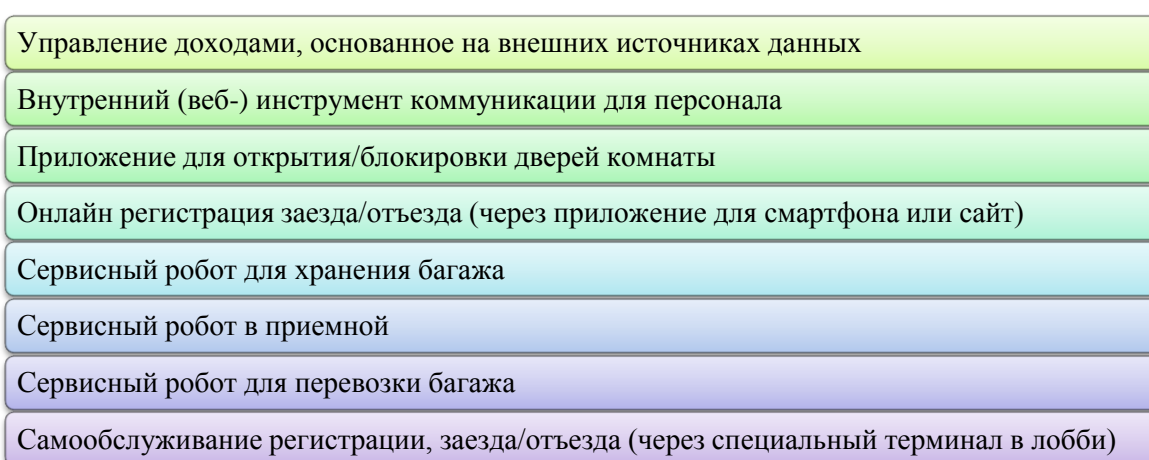 Управление доходами, основанное на внешних источниках данных
Внутренний (веб-) инструмент коммуникации для персонала
Приложение для открытия/блокировки дверей комнаты
Онлайн регистрация заезда/отъезда (через приложение для смартфона или сайт)
Сервисный робот для хранения багажа
Сервисный робот в приемной
Сервисный робот для перевозки багажа
Самообслуживание регистрации, заезда/отъезда (через специальный терминал в лобби)